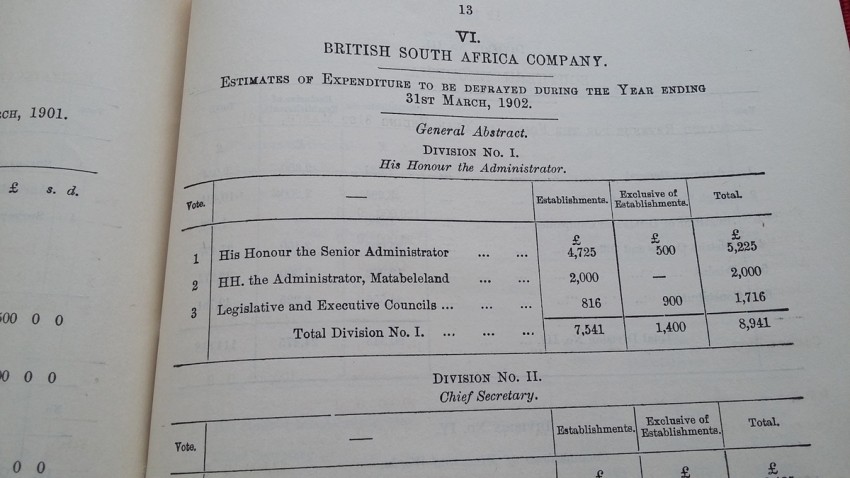 CH, 1901.
£ s. d.
500 0 0
0 0 0
0 0
13
VI.
BRITISH SOUTH AFRICA COMPANY.
ESTIMATES OF EXPENDITURE TO BE DEFRAYED DURING THE YEAR ENDING
31ST MARCH, 1902.
General Abstract.
DIVISION NO. I.
His Honour the Administrator.
Vote. — Establishments. Exclusive of Establishments. Total.
£ £ £
1 His Honour the Senior Administrator ... ... 4,725 500 5,225
2 HH. the Administrator, Matabeleland ... ... 2,000 — 2,000
3 Legislative and Executive Councils ... ... ... 816 900 1,716
Total Division No. I. ... ... ... 7,541 1,400 8,941
DIVISION NO. II.
Chief Secretary.
Vote. — Establishments. Exclusive of Establishments. Total.
£ £ £